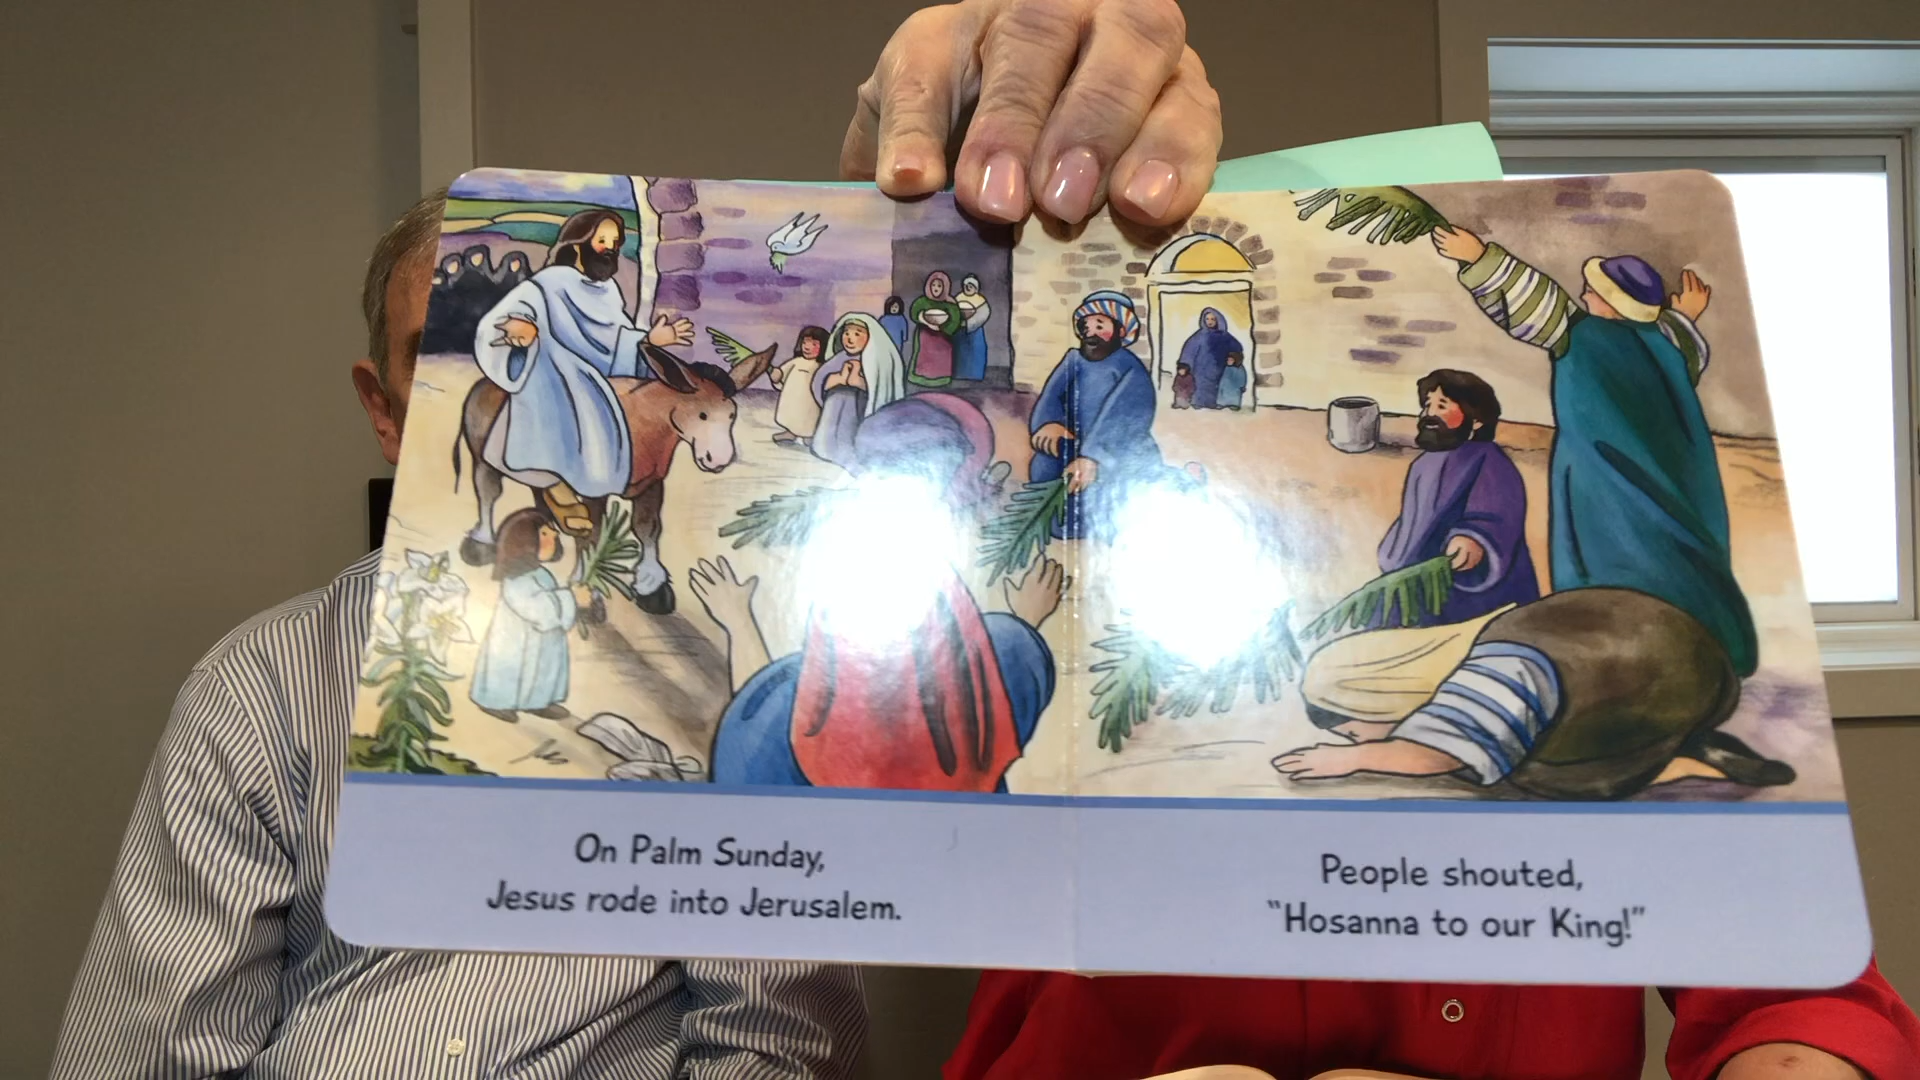 On Palm Sunday,
Jesus rode into Jerusalem.
People shouted,
"Hosanna to our King!"